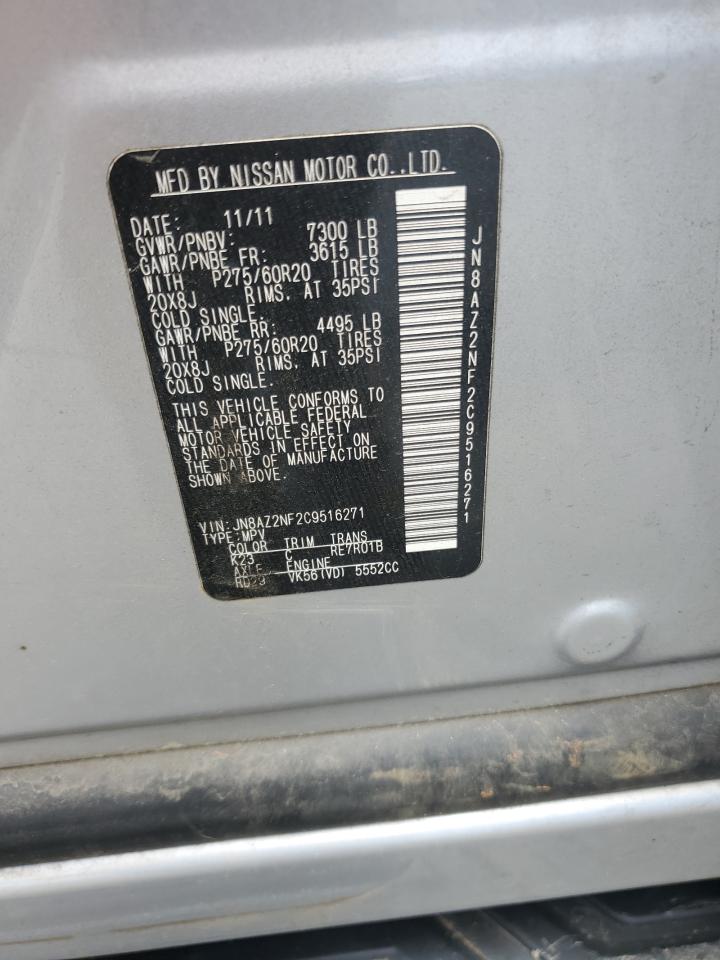 MFD BY NISSAN MOTOR CO.,LTD.
DATE: 11/11
GVWR/PNBV: 7300 LB
GAWR/PNBE FR: 3615 LB
WITH P275/60R20 TIRES
20X8J RIMS. AT 35PSI
COLD SINGLE.
GAWR/PNBE RR: 4495 LB
WITH P275/60R20 TIRES
20X8J RIMS. AT 35PSI
COLD SINGLE.
THIS VEHICLE CONFORMS TO
ALL APPLICABLE FEDERAL
MOTOR VEHICLE SAFETY
STANDARDS IN EFFECT ON
THE DATE OF MANUFACTURE
SHOWN ABOVE.
VIN:JN8AZ2NF2C9516271
TYPE:MPV
COLOR TRIM TRANS
K23 C RE7R01B
AXLE ENGINE
RD23 VK56(VD) 5552CC
JN8AZ2NF2C9516271